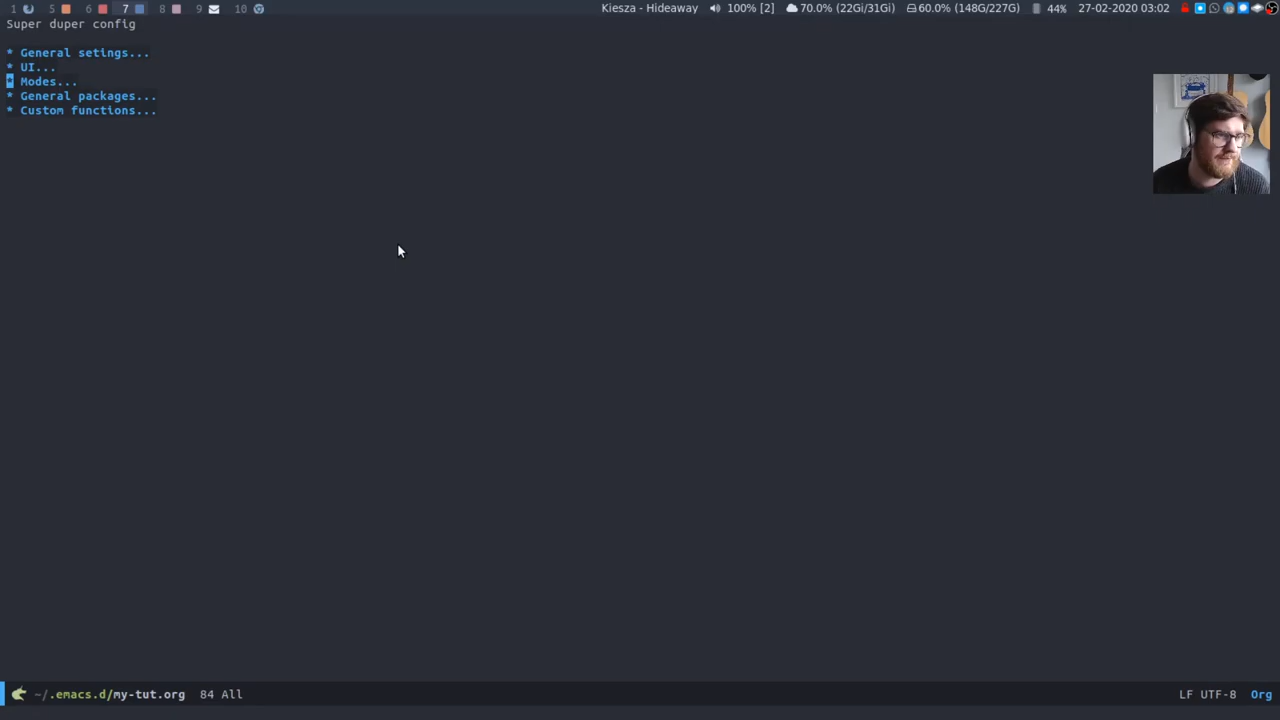 1 5 6 7 8 9 10 Kiesza - Hideaway 100% [2] 70.0% (22Gi/31Gi) 60.0% (148G/227G) 44% 27-02-2020 03:02
Super duper config
* General setings...
* UI...
* Modes...
* General packages...
* Custom functions...
~/.emacs.d/my-tut.org 84 All LF UTF-8 Org